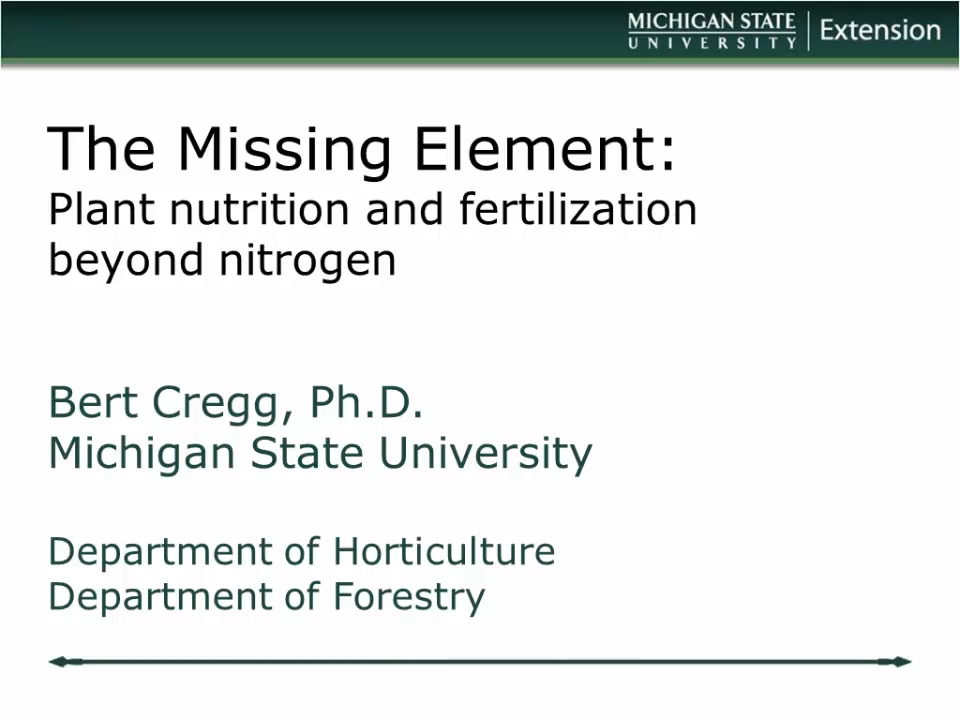 MICHIGAN STATE
UNIVERSITY
Extension
The Missing Element:
Plant nutrition and fertilization
beyond nitrogen
Bert Cregg, Ph.D.
Michigan State University
Department of Horticulture
Department of Forestry